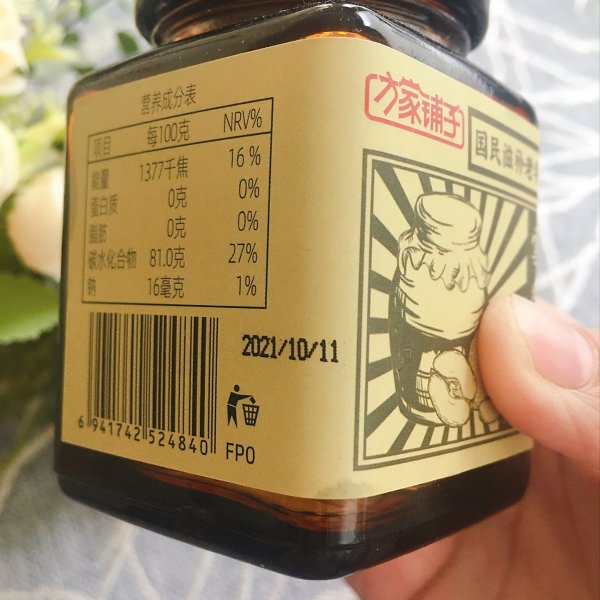 营养成分表
项目 每100克 NRV%
能量 1377千焦 16%
蛋白质 0克 0%
脂肪 0克 0%
碳水化合物 81.0克 27%
钠 16毫克 1%
2021/10/11
6 941742 524840
FPO
方家铺子
国民滋补老